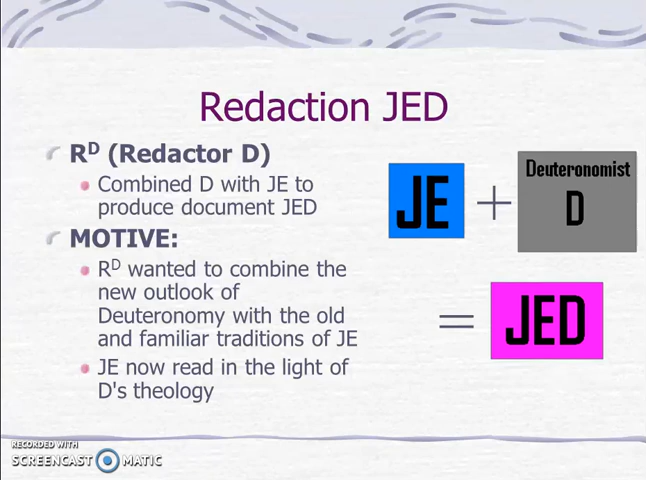 Redaction JED
Rᴰ (Redactor D)
Combined D with JE to
produce document JED
MOTIVE:
Rᴰ wanted to combine the
new outlook of
Deuteronomy with the old
and familiar traditions of JE
JE now read in the light of
D's theology
JE
+
Deuteronomist
D
=
JED
RECORDED WITH
SCREENCAST MATIC